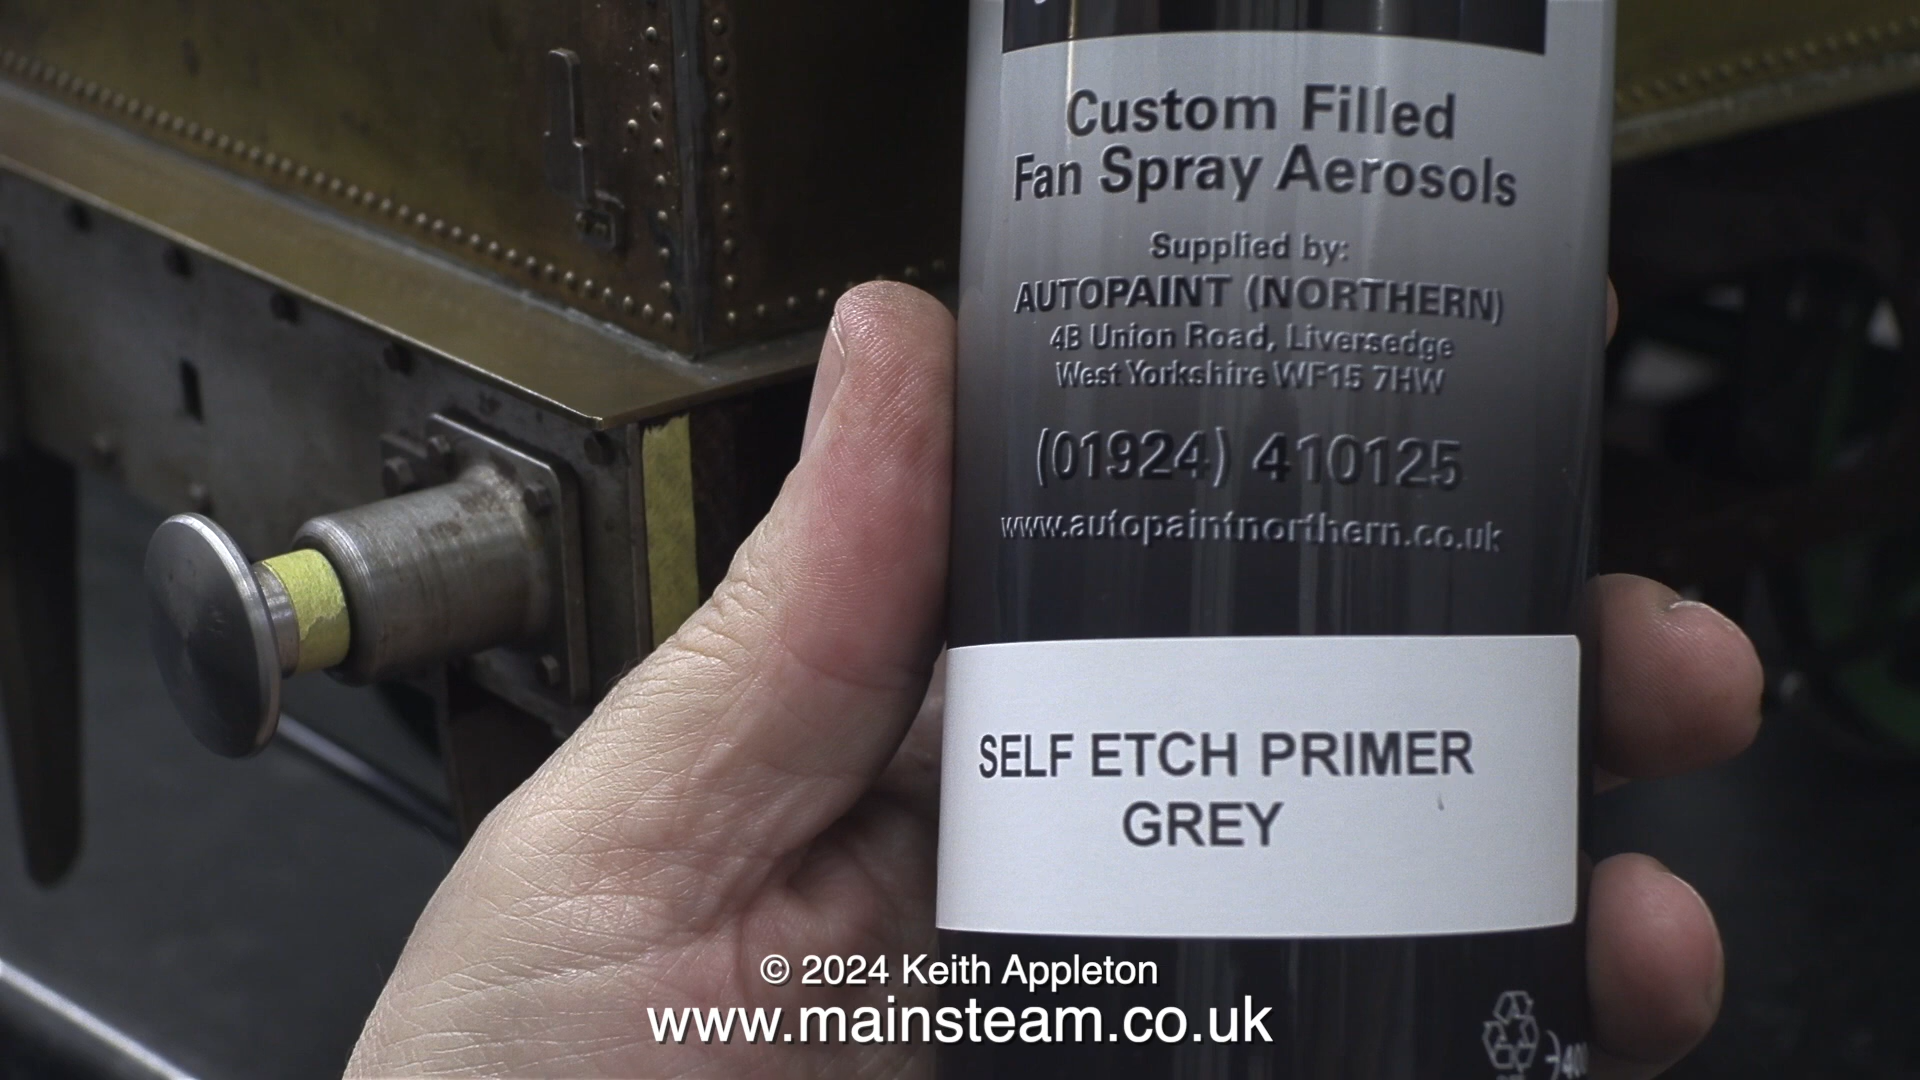 Custom Filled
Fan Spray Aerosols
Supplied by:
AUTOPAINT (NORTHERN)
4B Union Road, Liversedge
West Yorkshire WF15 7HW
(01924) 410125
www.autopaintnorthern.co.uk
SELF ETCH PRIMER
GREY
© 2024 Keith Appleton
www.mainsteam.co.uk